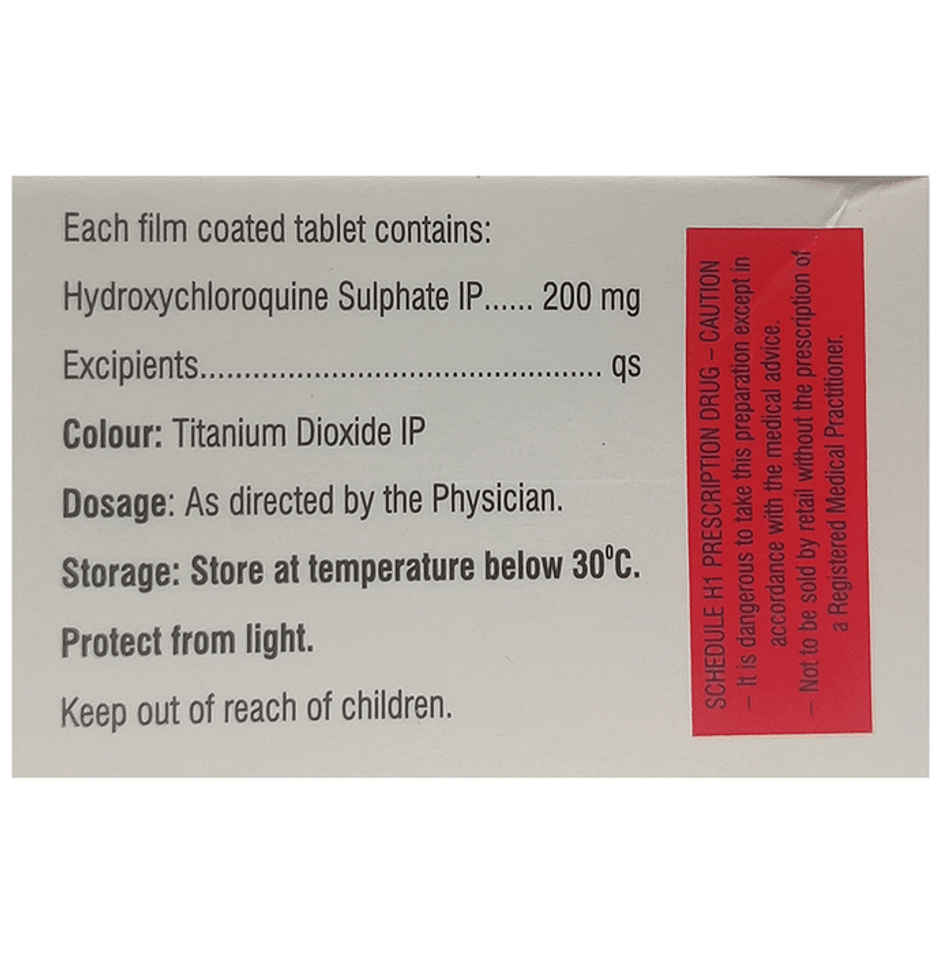 Each film coated tablet contains:
Hydroxychloroquine Sulphate IP...... 200 mg
Excipients.............................................. qs
Colour: Titanium Dioxide IP
Dosage: As directed by the Physician.
Storage: Store at temperature below 30°C.
Protect from light.
Keep out of reach of children.
SCHEDULE H1 PRESCRIPTION DRUG – CAUTION
– It is dangerous to take this preparation except in
accordance with the medical advice.
– Not to be sold by retail without the prescription of
a Registered Medical Practitioner.